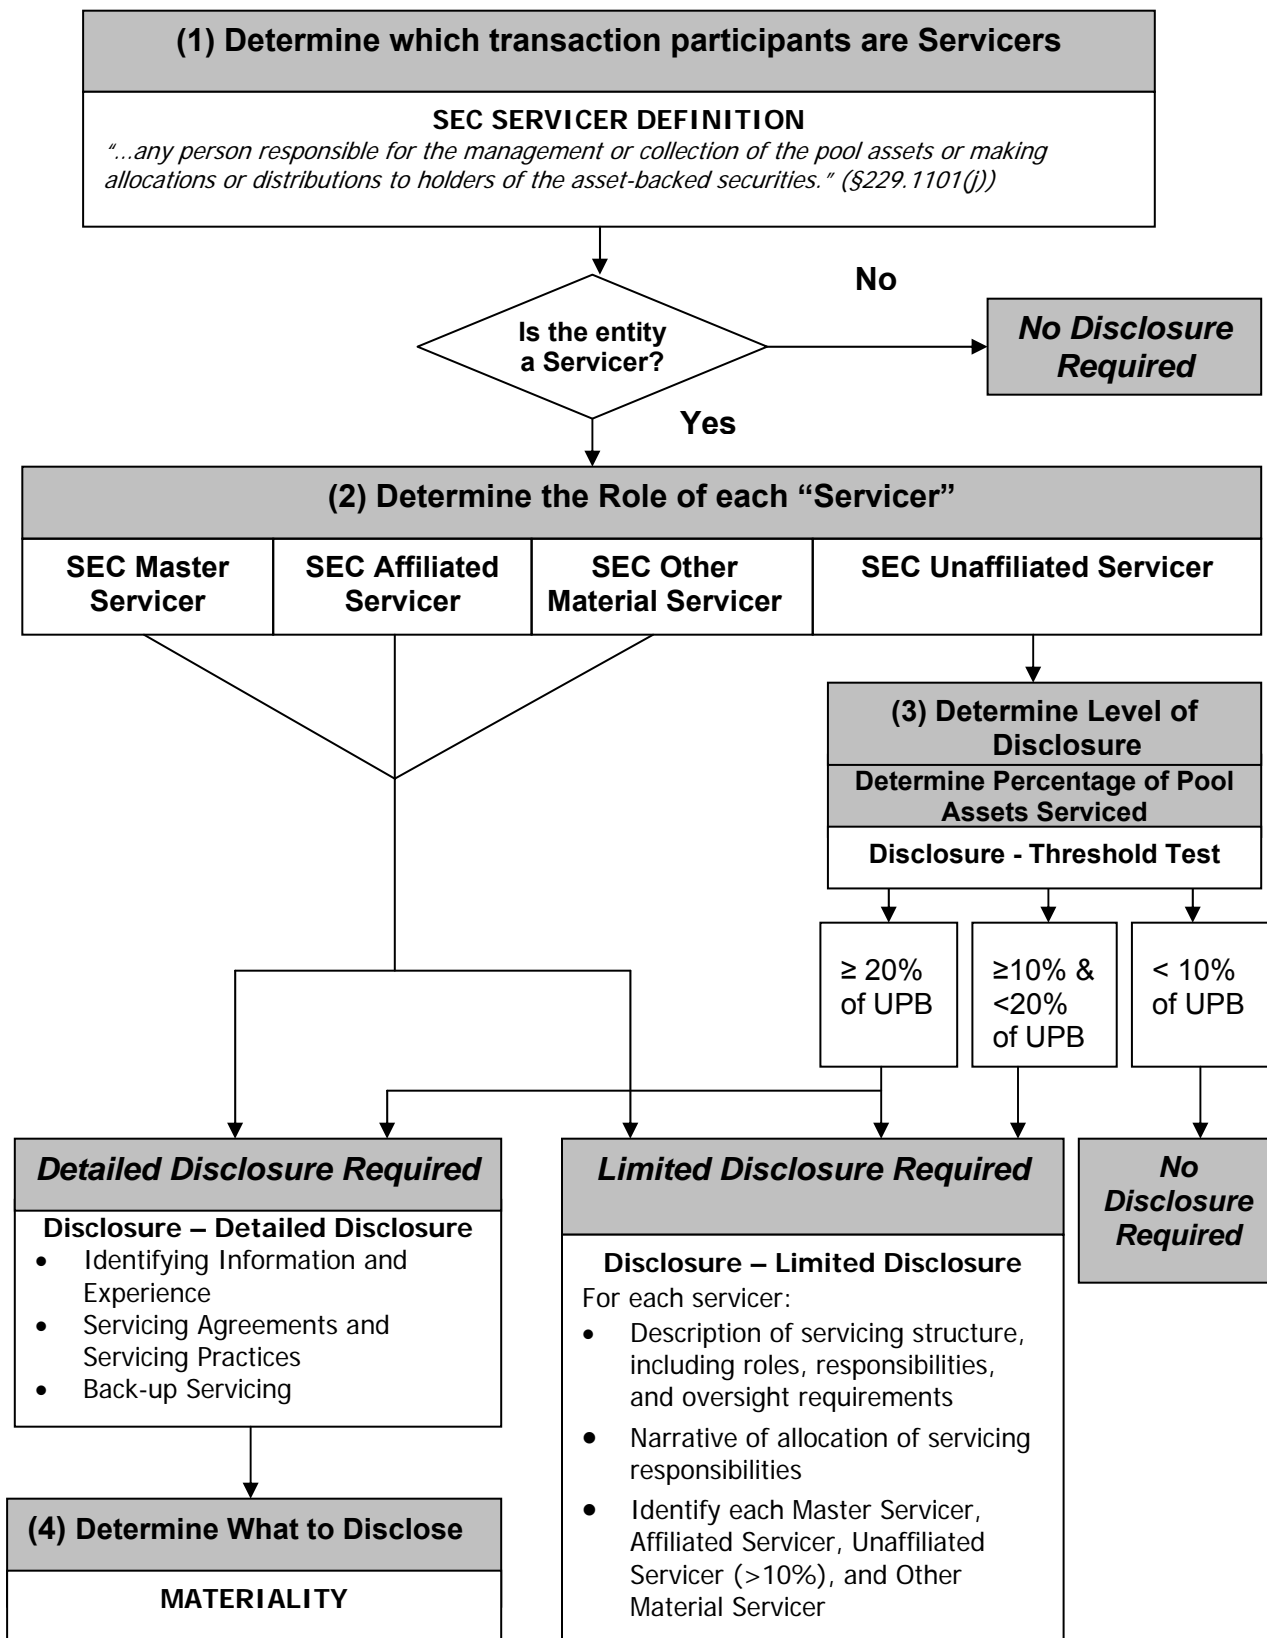 (1) Determine which transaction participants are Servicers
SEC SERVICER DEFINITION
“...any person responsible for the management or collection of the pool assets or making
allocations or distributions to holders of the asset-backed securities.” (§229.1101(j))
No
Is the entity
a Servicer?
No Disclosure
Required
Yes
(2) Determine the Role of each “Servicer”
SEC Master
Servicer
SEC Affiliated
Servicer
SEC Other
Material Servicer
SEC Unaffiliated Servicer
(3) Determine Level of
Disclosure
Determine Percentage of Pool
Assets Serviced
Disclosure - Threshold Test
≥ 20%
of UPB
≥10% &
<20%
of UPB
< 10%
of UPB
Detailed Disclosure Required
Disclosure – Detailed Disclosure
• Identifying Information and
Experience
• Servicing Agreements and
Servicing Practices
• Back-up Servicing
Limited Disclosure Required
Disclosure – Limited Disclosure
For each servicer:
• Description of servicing structure,
including roles, responsibilities,
and oversight requirements
• Narrative of allocation of servicing
responsibilities
• Identify each Master Servicer,
Affiliated Servicer, Unaffiliated
Servicer (>10%), and Other
Material Servicer
No
Disclosure
Required
(4) Determine What to Disclose
MATERIALITY